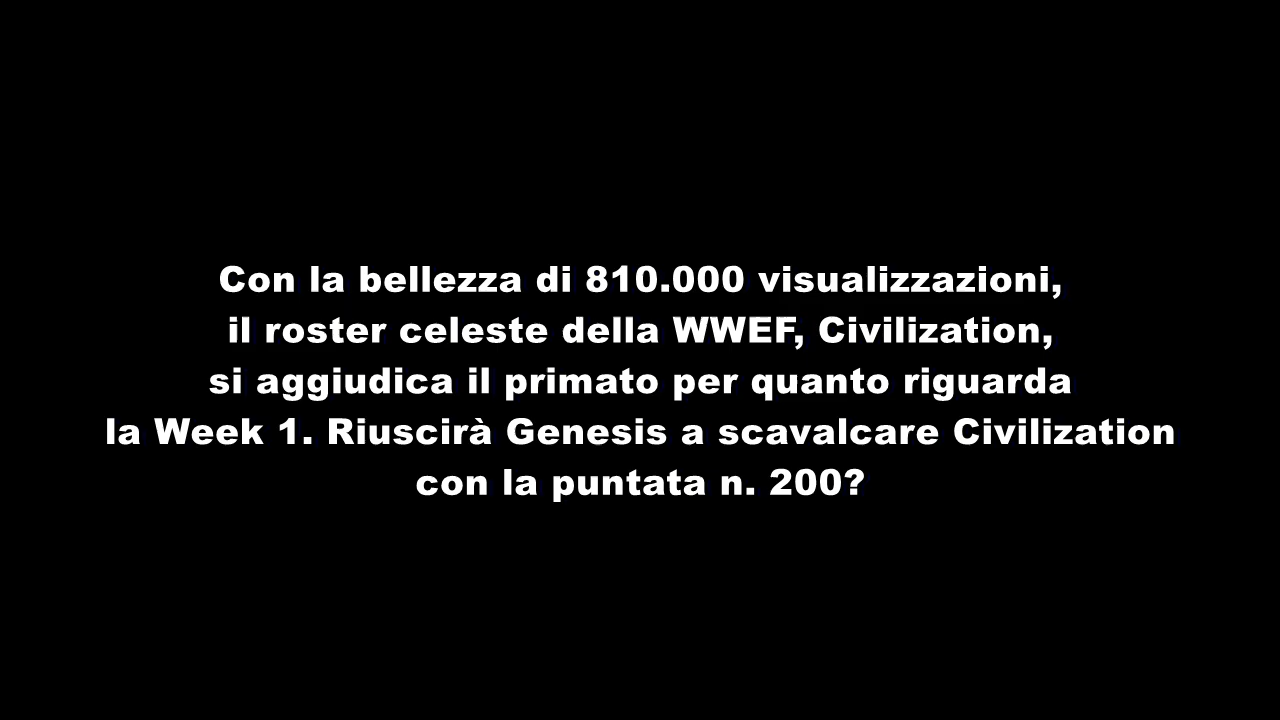 Con la bellezza di 810.000 visualizzazioni,
il roster celeste della WWEF, Civilization,
si aggiudica il primato per quanto riguarda
la Week 1. Riuscirà Genesis a scavalcare Civilization
con la puntata n. 200?